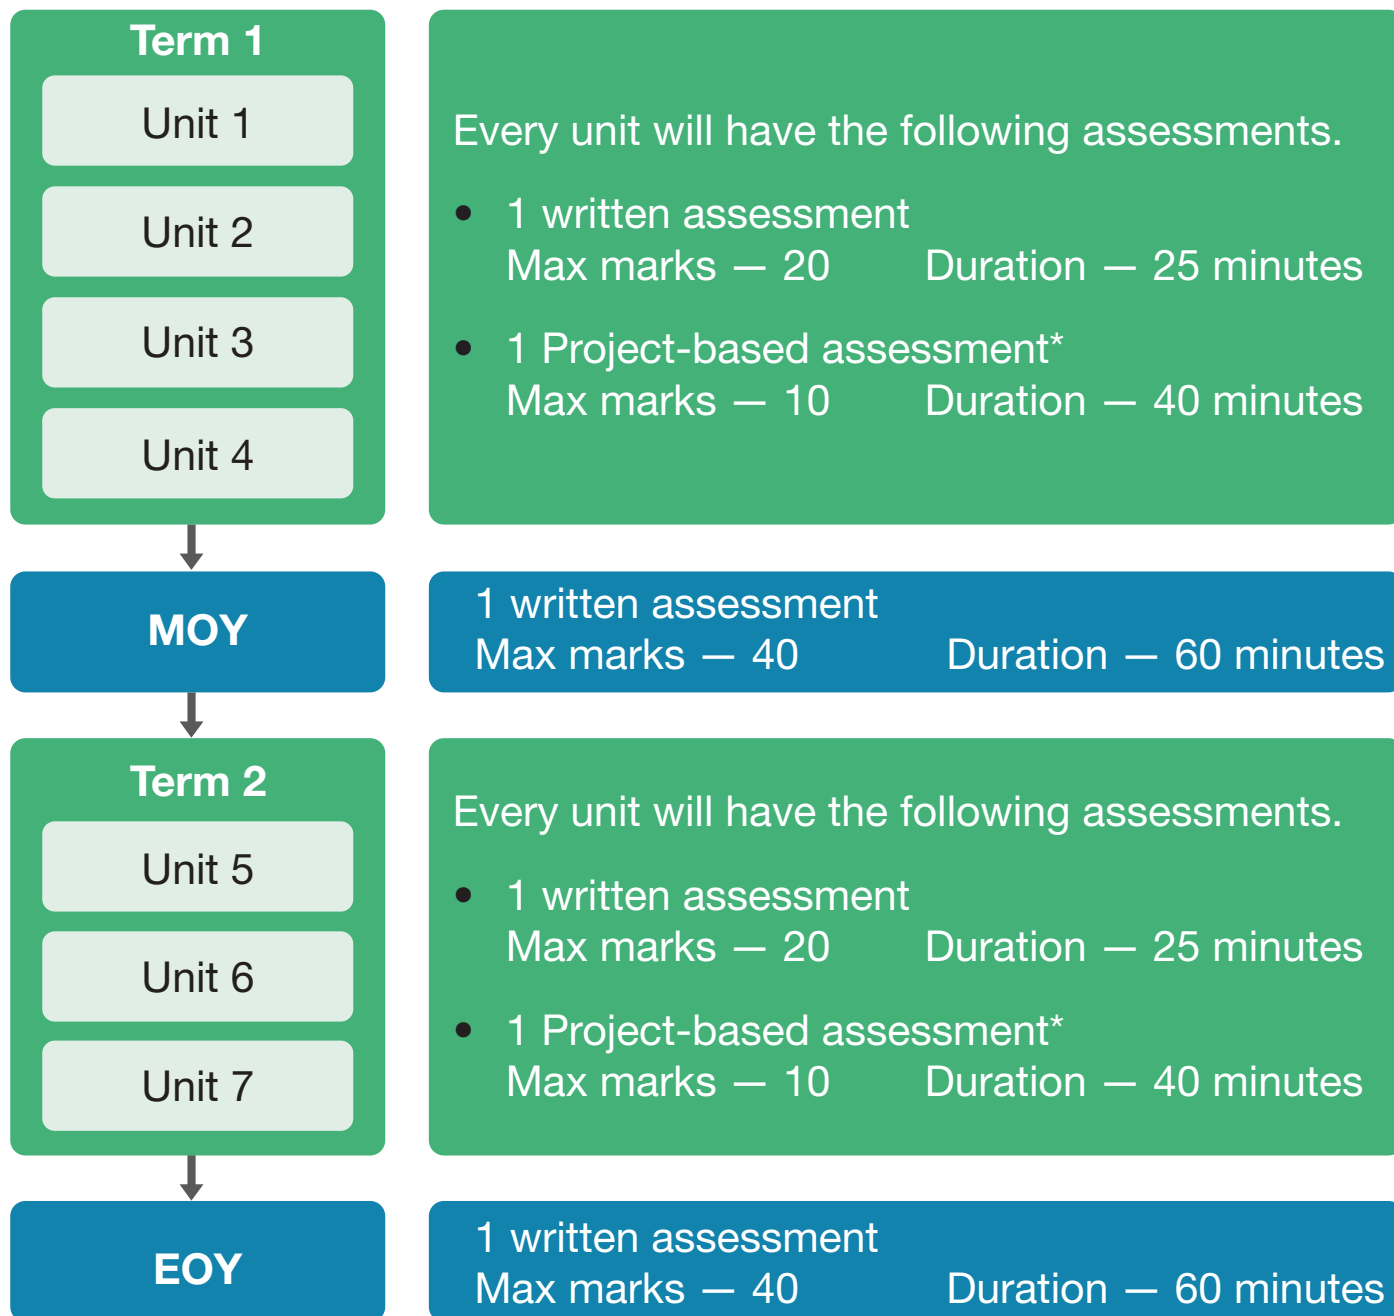 Term 1
Unit 1
Unit 2
Unit 3
Unit 4
Every unit will have the following assessments.
• 1 written assessment
Max marks — 20 Duration — 25 minutes
• 1 Project-based assessment*
Max marks — 10 Duration — 40 minutes
MOY
1 written assessment
Max marks — 40 Duration — 60 minutes
Term 2
Unit 5
Unit 6
Unit 7
Every unit will have the following assessments.
• 1 written assessment
Max marks — 20 Duration — 25 minutes
• 1 Project-based assessment*
Max marks — 10 Duration — 40 minutes
EOY
1 written assessment
Max marks — 40 Duration — 60 minutes